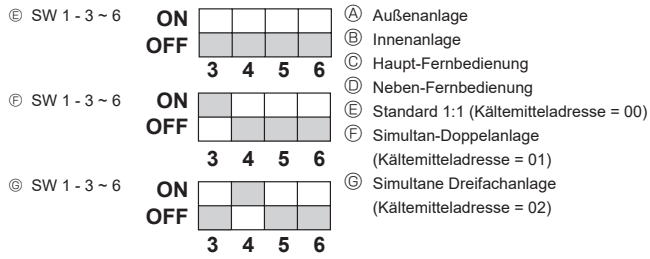 Ⓔ SW 1 - 3 ~ 6
ON
OFF
3 4 5 6
Ⓕ SW 1 - 3 ~ 6
ON
OFF
3 4 5 6
Ⓖ SW 1 - 3 ~ 6
ON
OFF
3 4 5 6
Ⓐ Außenanlage
Ⓑ Innenanlage
Ⓒ Haupt-Fernbedienung
Ⓓ Neben-Fernbedienung
Ⓔ Standard 1:1 (Kältemitteladresse = 00)
Ⓕ Simultan-Doppelanlage
(Kältemitteladresse = 01)
Ⓖ Simultane Dreifachanlage
(Kältemitteladresse = 02)